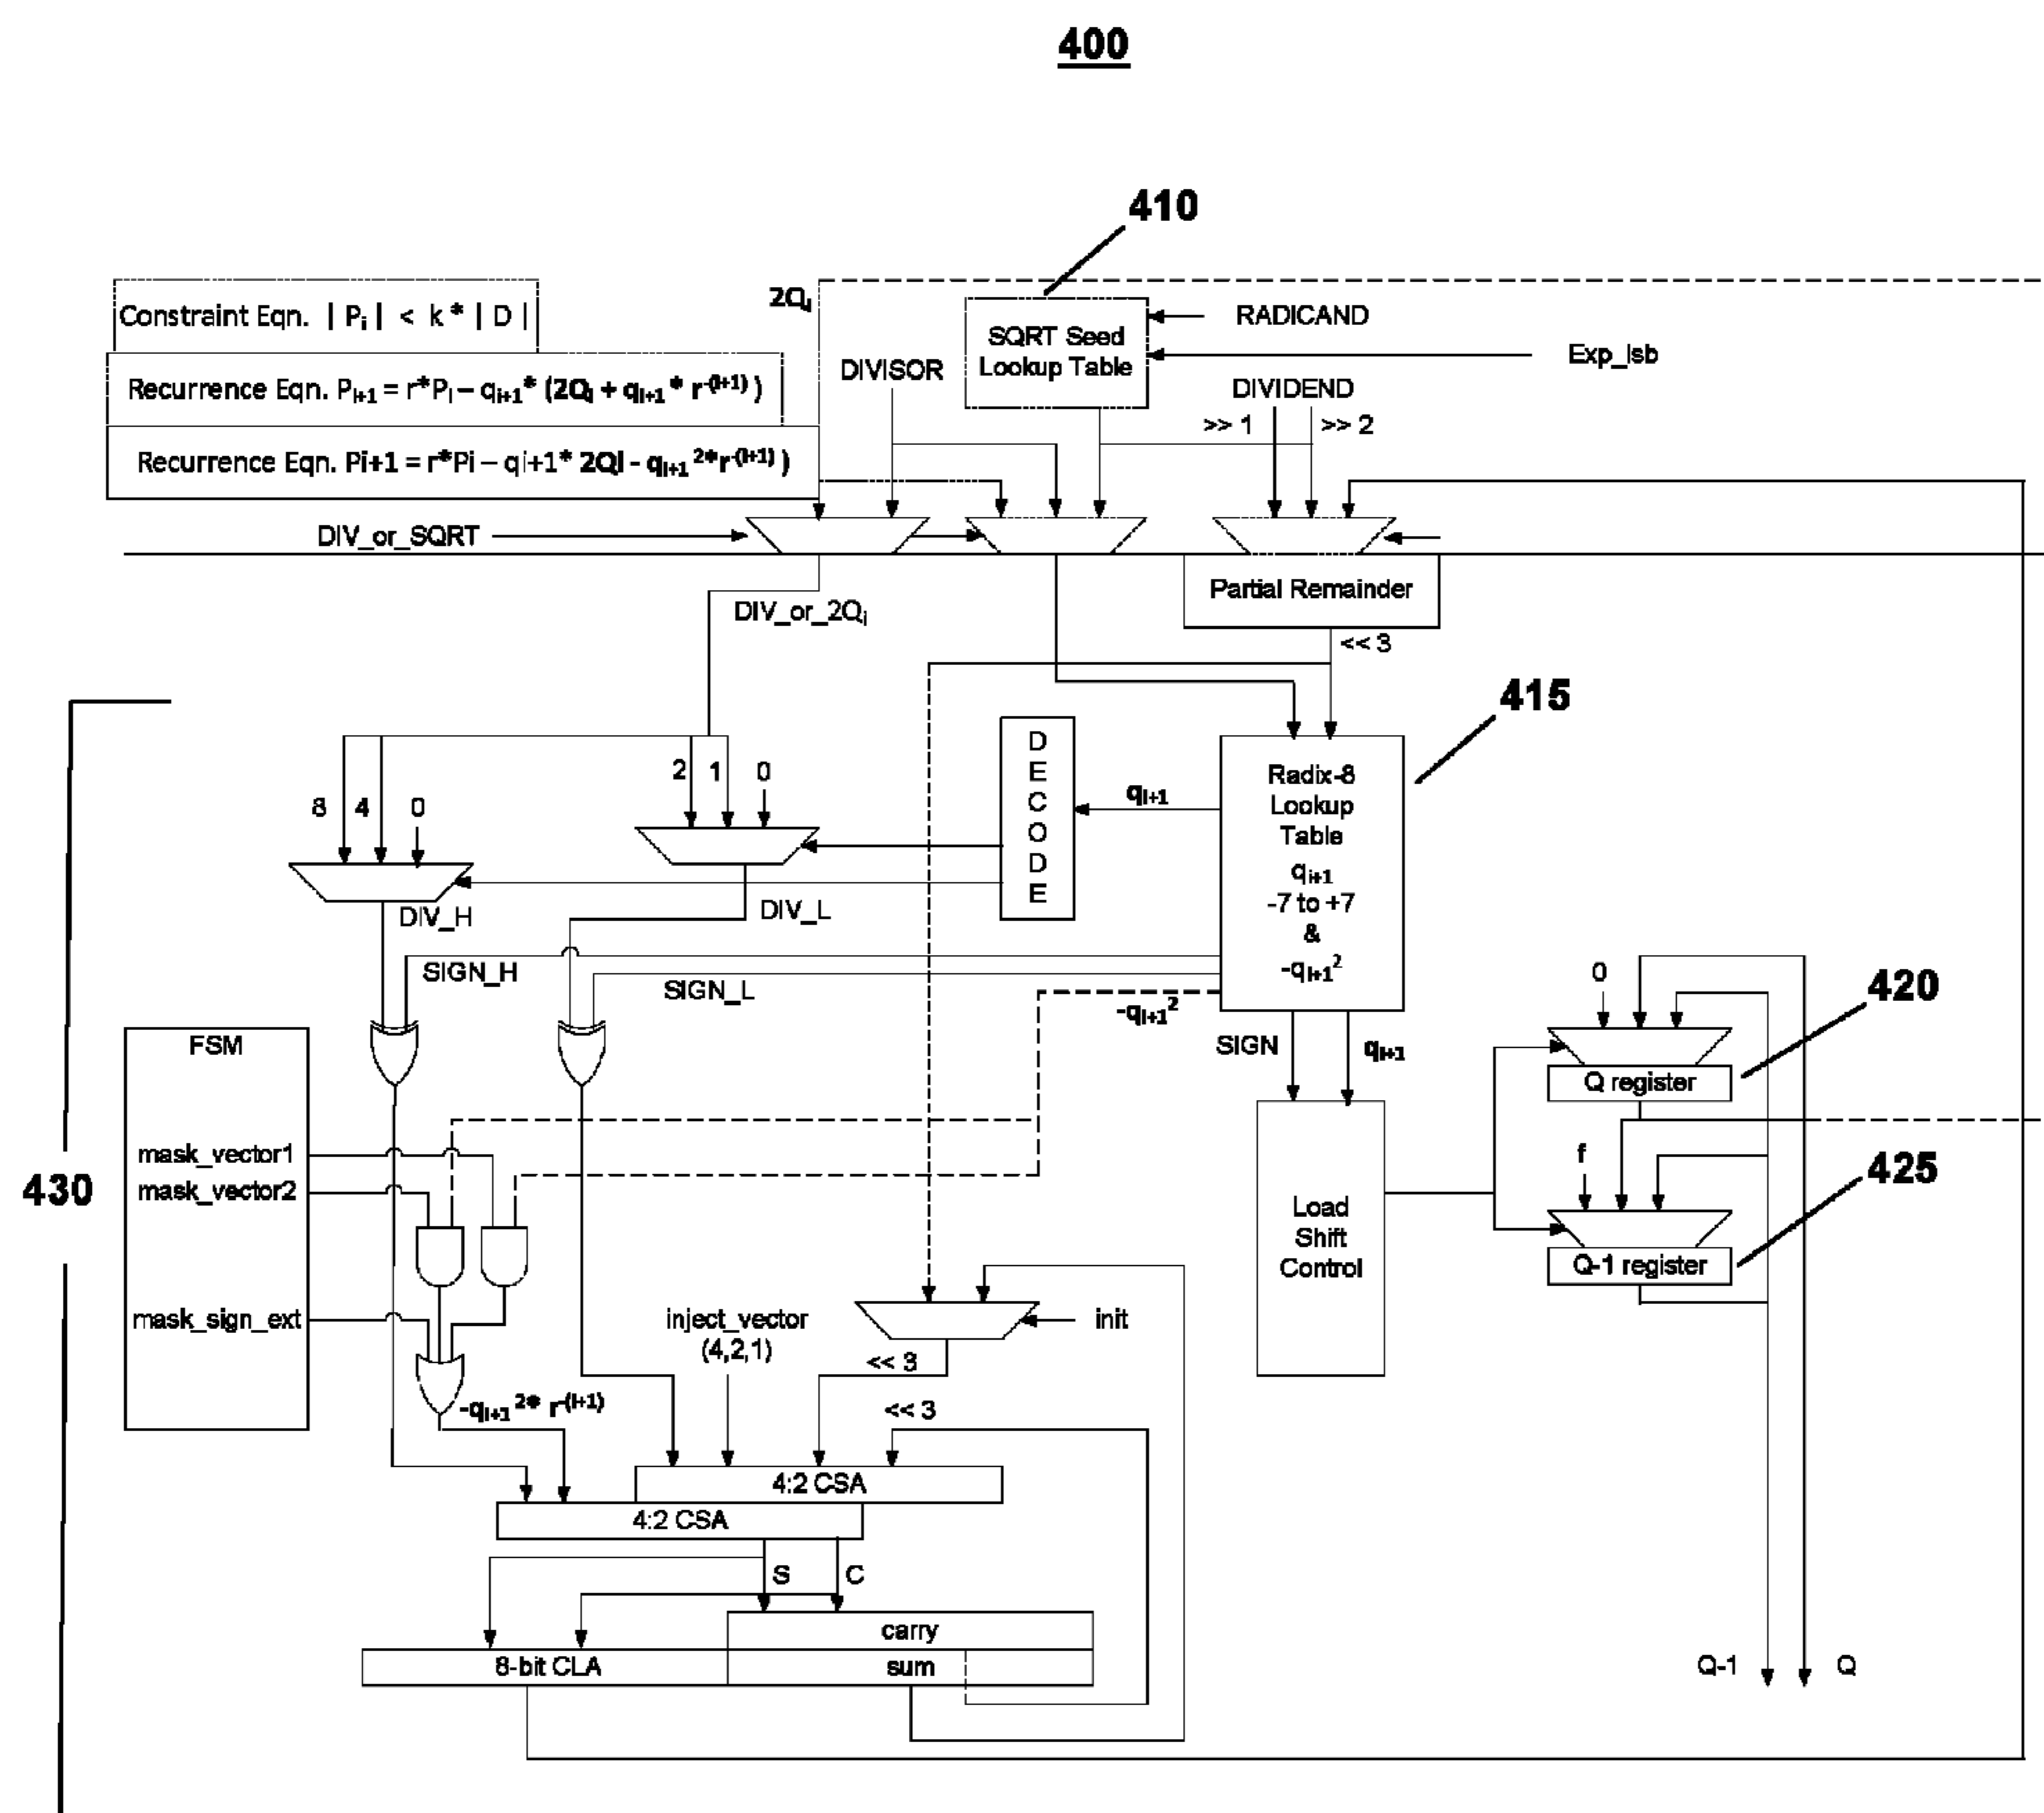 400
410
Constraint Eqn. | Pi | < k * | D |
2Qi
SQRT Seed
Lookup Table
RADICAND
Exp_lsb
DIVISOR
DIVIDEND
Recurrence Eqn. Pi+1 = r*Pi – qi+1* (2Qi + qi+1* r-(i+1) )
>> 1
>> 2
Recurrence Eqn. Pi+1 = r*Pi – qi+1* 2Qi - qi+1 2*r-(i+1) )
DIV_or_SQRT
Partial Remainder
DIV_or_2Qi
<< 3
415
8 4 0
2 1 0
DECODE
qi+1
Radix-8
Lookup
Table
qi+1
-7 to +7
&
-qi+1²
DIV_H
DIV_L
SIGN_H
SIGN_L
-qi+1²
0
420
SIGN
qi+1
FSM
Q register
mask_vector1
mask_vector2
430
f
425
Load
Shift
Control
Q-1 register
mask_sign_ext
inject_vector
(4,2,1)
init
<< 3
-qi+1 2* r-(i+1)
<< 3
4:2 CSA
4:2 CSA
S
C
carry
8-bit CLA
sum
Q-1
Q